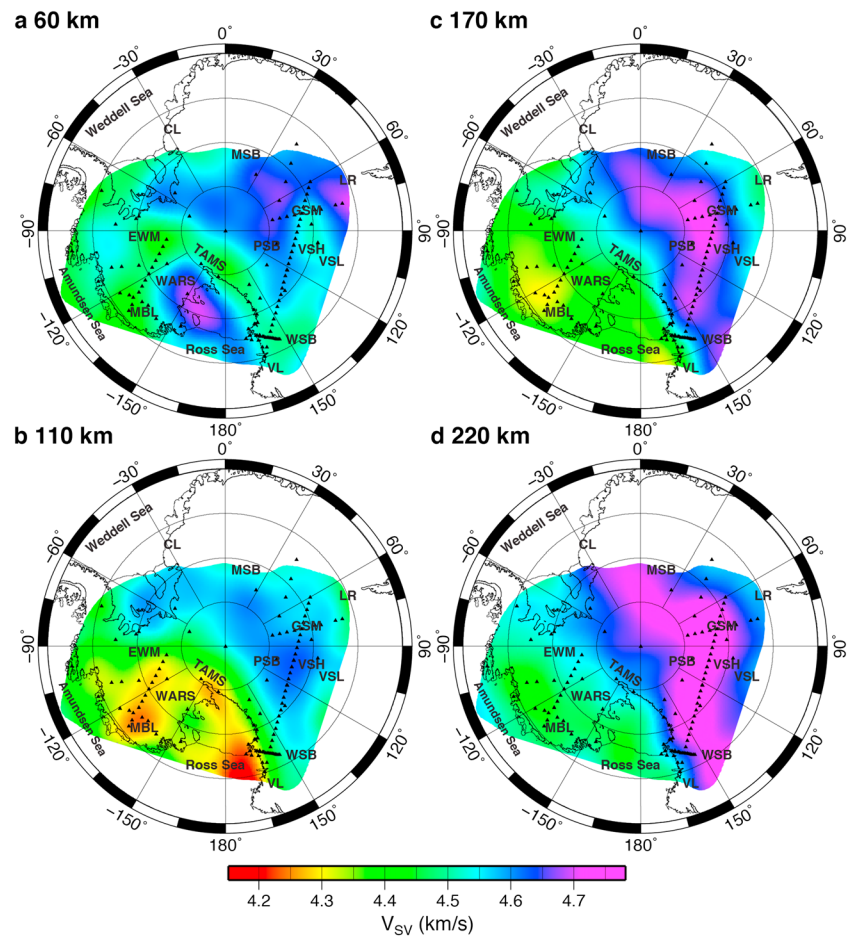 a 60 km
0°
30°
60°
90°
120°
150°
180°
−150°
−120°
−90°
−60°
−30°
Weddell Sea
CL
MSB
LR
GSM
EWM
TAMS
PSB
VSH
VSL
WARS
Amundsen Sea
MBL
Ross Sea
WSB
VL
c 170 km
0°
30°
60°
90°
120°
150°
180°
−150°
−120°
−90°
−60°
−30°
Weddell Sea
CL
MSB
LR
GSM
EWM
TAMS
PSB
VSH
VSL
WARS
Amundsen Sea
MBL
Ross Sea
WSB
VL
b 110 km
0°
30°
60°
90°
120°
150°
180°
−150°
−120°
−90°
−60°
−30°
Weddell Sea
CL
MSB
LR
GSM
EWM
TAMS
PSB
VSH
VSL
WARS
Amundsen Sea
MBL
Ross Sea
WSB
VL
d 220 km
0°
30°
60°
90°
120°
150°
180°
−150°
−120°
−90°
−60°
−30°
Weddell Sea
CL
MSB
LR
GSM
EWM
TAMS
PSB
VSH
VSL
WARS
Amundsen Sea
MBL
Ross Sea
WSB
VL
4.2 4.3 4.4 4.5 4.6 4.7
VSV (km/s)